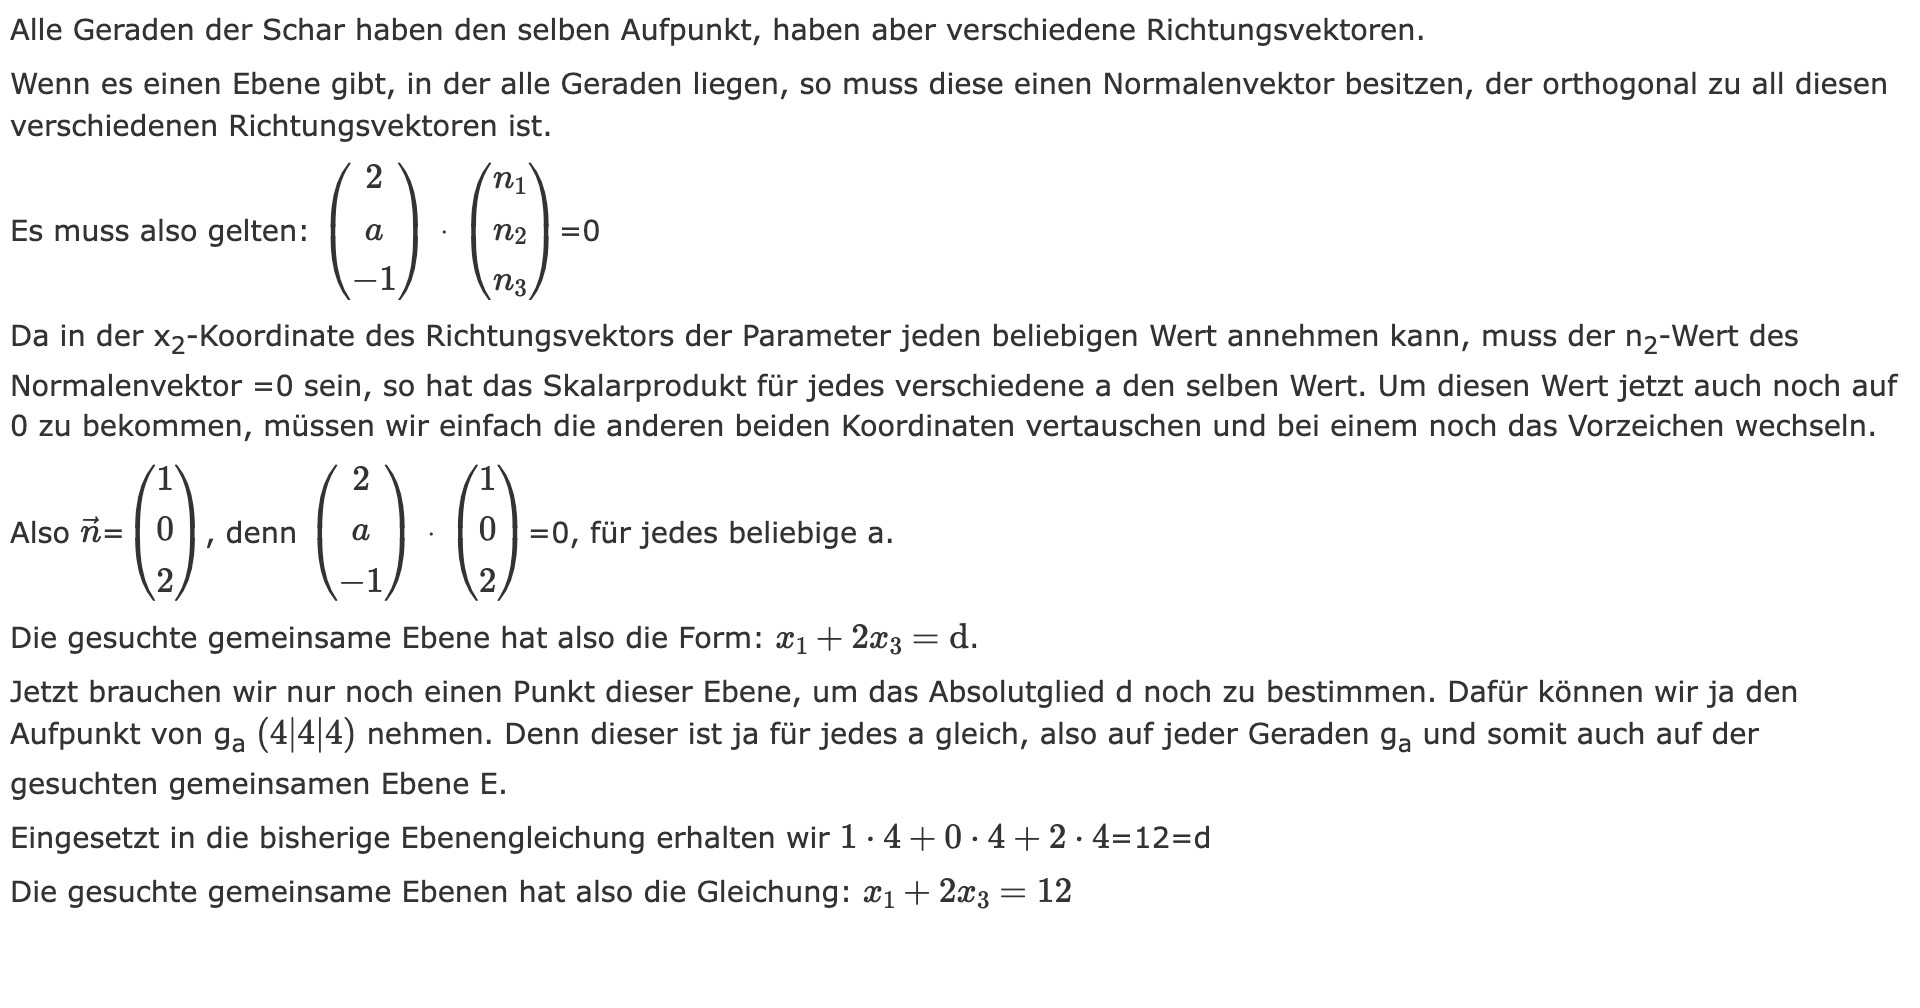 Alle Geraden der Schar haben den selben Aufpunkt, haben aber verschiedene Richtungsvektoren.
Wenn es einen Ebene gibt, in der alle Geraden liegen, so muss diese einen Normalenvektor besitzen, der orthogonal zu all diesen
verschiedenen Richtungsvektoren ist.
Es muss also gelten: $\begin{pmatrix} 2 \\ a \\ -1 \end{pmatrix} \cdot \begin{pmatrix} n_1 \\ n_2 \\ n_3 \end{pmatrix}$=0
Da in der x₂-Koordinate des Richtungsvektors der Parameter jeden beliebigen Wert annehmen kann, muss der n₂-Wert des
Normalenvektor =0 sein, so hat das Skalarprodukt für jedes verschiedene a den selben Wert. Um diesen Wert jetzt auch noch auf
0 zu bekommen, müssen wir einfach die anderen beiden Koordinaten vertauschen und bei einem noch das Vorzeichen wechseln.
Also $\vec{n}$=$\begin{pmatrix} 1 \\ 0 \\ 2 \end{pmatrix}$, denn $\begin{pmatrix} 2 \\ a \\ -1 \end{pmatrix} \cdot \begin{pmatrix} 1 \\ 0 \\ 2 \end{pmatrix}$=0, für jedes beliebige a.
Die gesuchte gemeinsame Ebene hat also die Form: $x_1 + 2x_3 = \mathrm{d}$.
Jetzt brauchen wir nur noch einen Punkt dieser Ebene, um das Absolutglied d noch zu bestimmen. Dafür können wir ja den
Aufpunkt von gₐ (4|4|4) nehmen. Denn dieser ist ja für jedes a gleich, also auf jeder Geraden gₐ und somit auch auf der
gesuchten gemeinsamen Ebene E.
Eingesetzt in die bisherige Ebenengleichung erhalten wir $1 \cdot 4 + 0 \cdot 4 + 2 \cdot 4$=12=d
Die gesuchte gemeinsame Ebenen hat also die Gleichung: $x_1 + 2x_3 = 12$